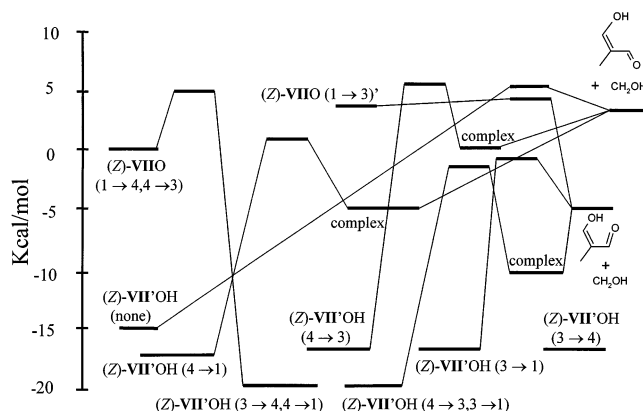 OH
O
+ CH₂OH
10
5
0
-5
-10
-15
-20
Kcal/mol
(Z)-VIIO (1 → 3)'
complex
(Z)-VIIO
(1 → 4,4 → 3)
complex
OH
O
+
CH₂OH
complex
(Z)-VII'OH
(none)
(Z)-VII'OH
(4 → 3)
(Z)-VII'OH
(3 → 4)
(Z)-VII'OH (4 → 1)
(Z)-VII'OH (3 → 1)
(Z)-VII'OH (3 → 4,4 → 1)
(Z)-VII'OH (4 → 3,3 → 1)